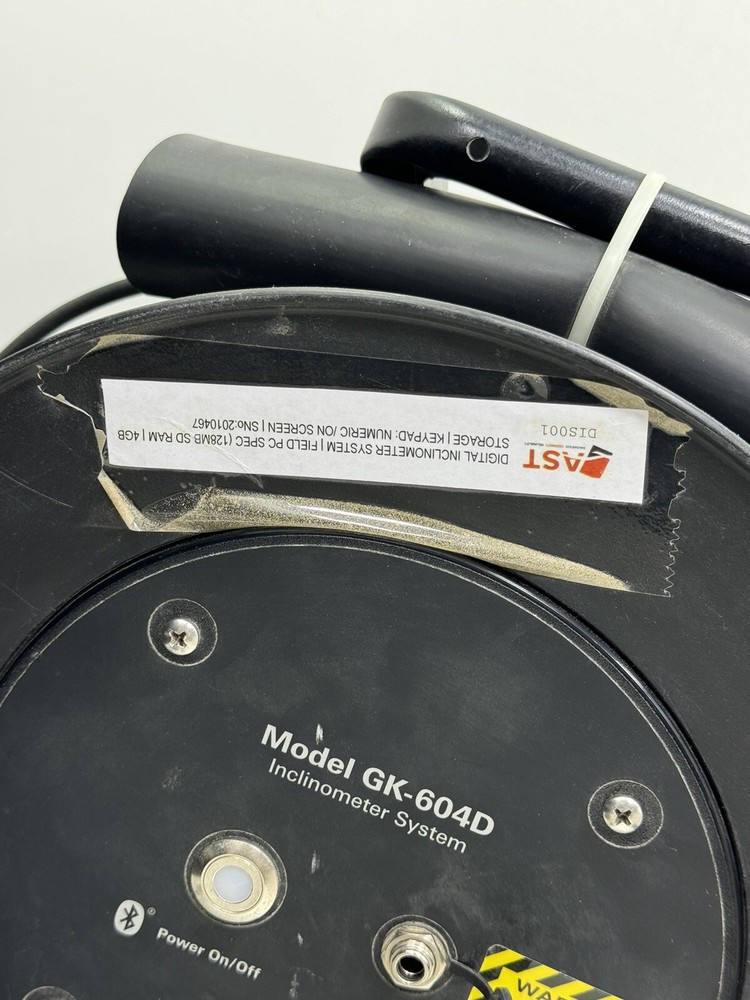 VAST
DIS001
DIGITAL INCLINOMETER SYSTEM | FIELD PC SPEC (128MB SD RAM | 4GB
STORAGE | KEYPAD: NUMERIC /ON SCREEN | SNo:2010467
Model GK-604D
Inclinometer System
Power On/Off